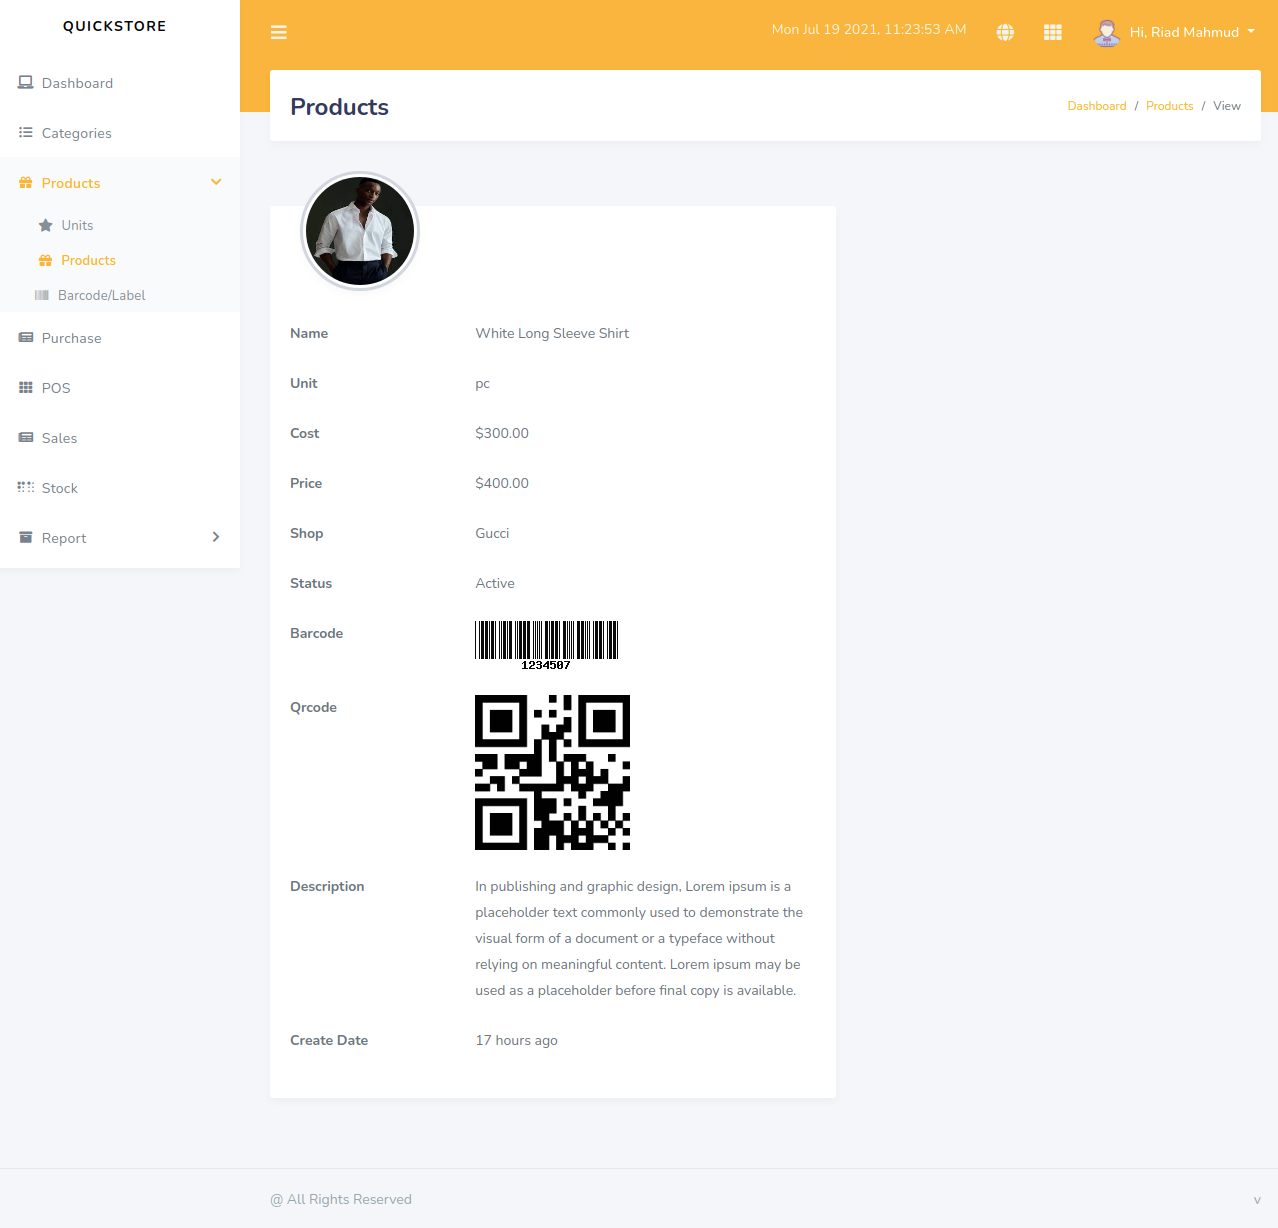 QUICKSTORE
Mon Jul 19 2021, 11:23:53 AM
Hi, Riad Mahmud
Dashboard
Categories
Products
Units
Products
Barcode/Label
Purchase
POS
Sales
Stock
Report
Products
Dashboard / Products / View
Name White Long Sleeve Shirt
Unit pc
Cost $300.00
Price $400.00
Shop Gucci
Status Active
Barcode
1234507
Qrcode
Description In publishing and graphic design, Lorem ipsum is a
placeholder text commonly used to demonstrate the
visual form of a document or a typeface without
relying on meaningful content. Lorem ipsum may be
used as a placeholder before final copy is available.
Create Date 17 hours ago
@ All Rights Reserved
v